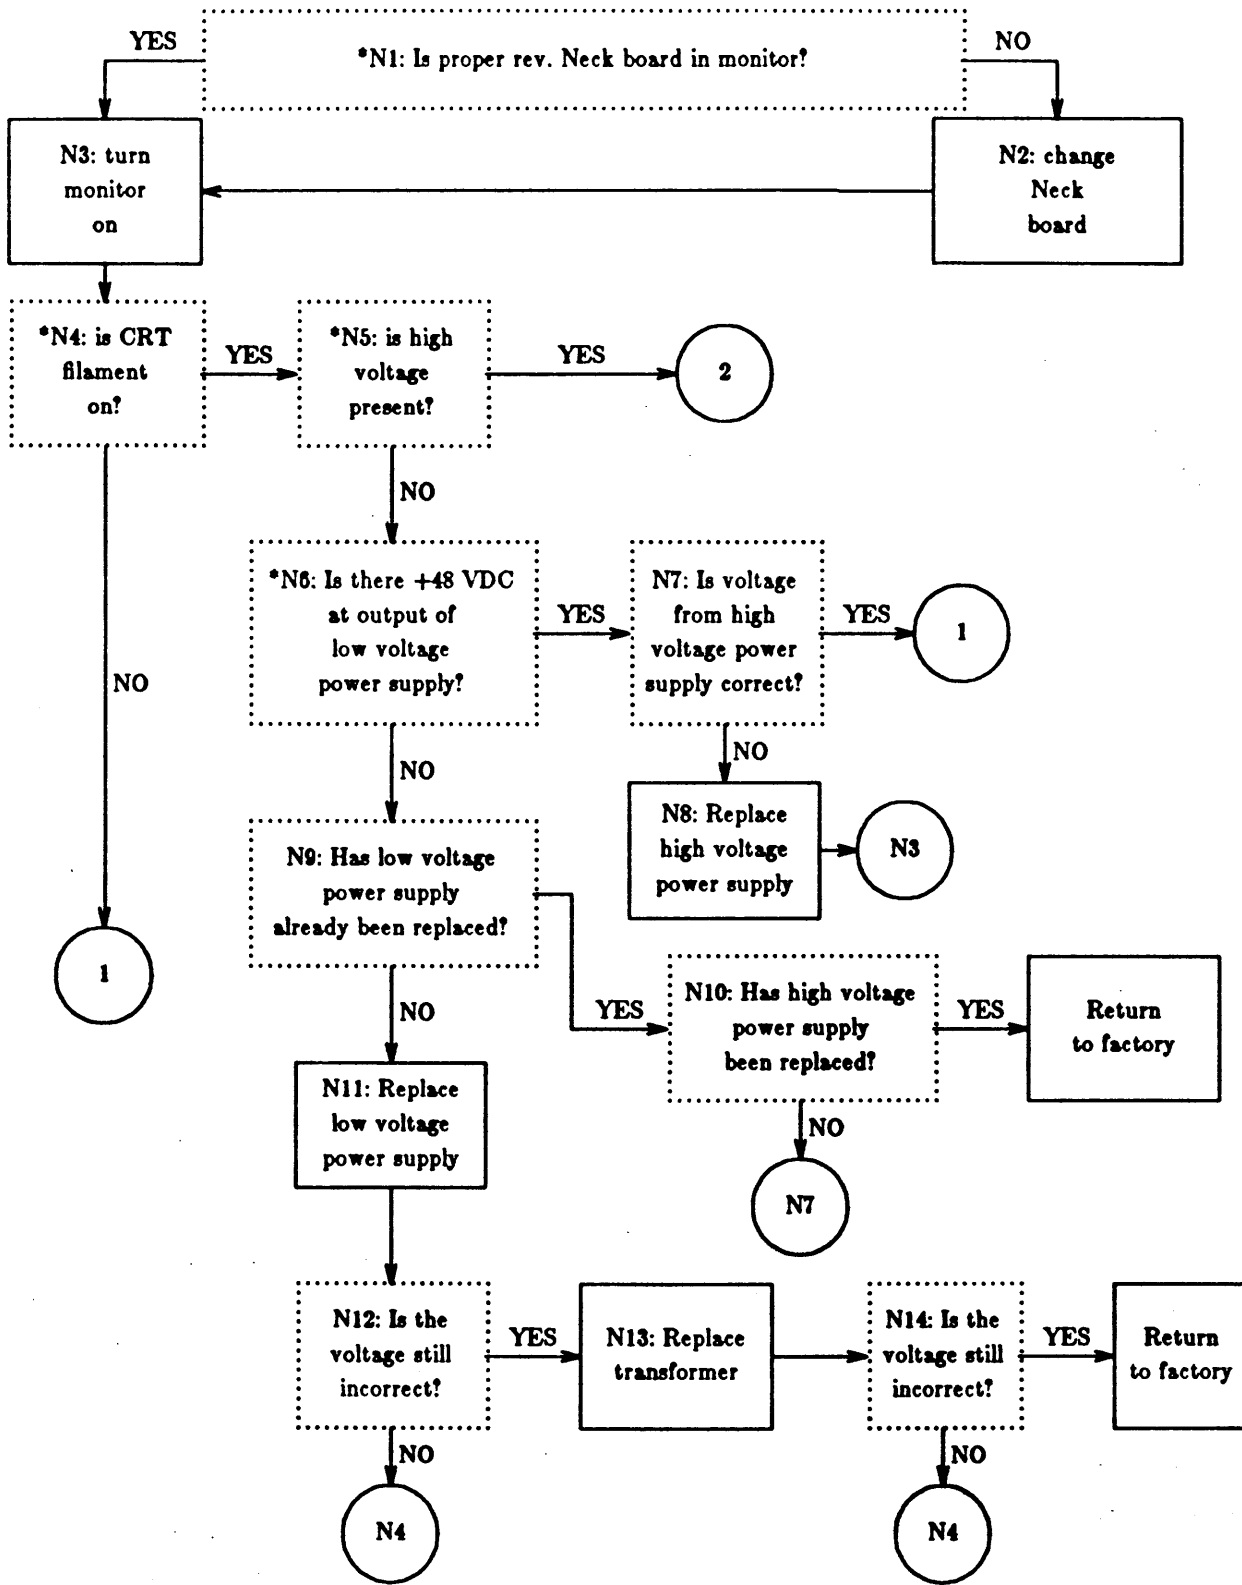 YES
*N1: Is proper rev. Neck board in monitor?
NO
N3: turn
monitor
on
N2: change
Neck
board
*N4: is CRT
filament
on?
YES
*N5: is high
voltage
present?
YES
2
NO
NO
*N6: Is there +48 VDC
at output of
low voltage
power supply?
YES
N7: Is voltage
from high
voltage power
supply correct?
YES
1
NO
NO
N8: Replace
high voltage
power supply
N3
N9: Has low voltage
power supply
already been replaced?
1
NO
YES
N10: Has high voltage
power supply
been replaced?
YES
Return
to factory
N11: Replace
low voltage
power supply
NO
N7
N12: Is the
voltage still
incorrect?
YES
N13: Replace
transformer
N14: Is the
voltage still
incorrect?
YES
Return
to factory
NO
N4
NO
N4